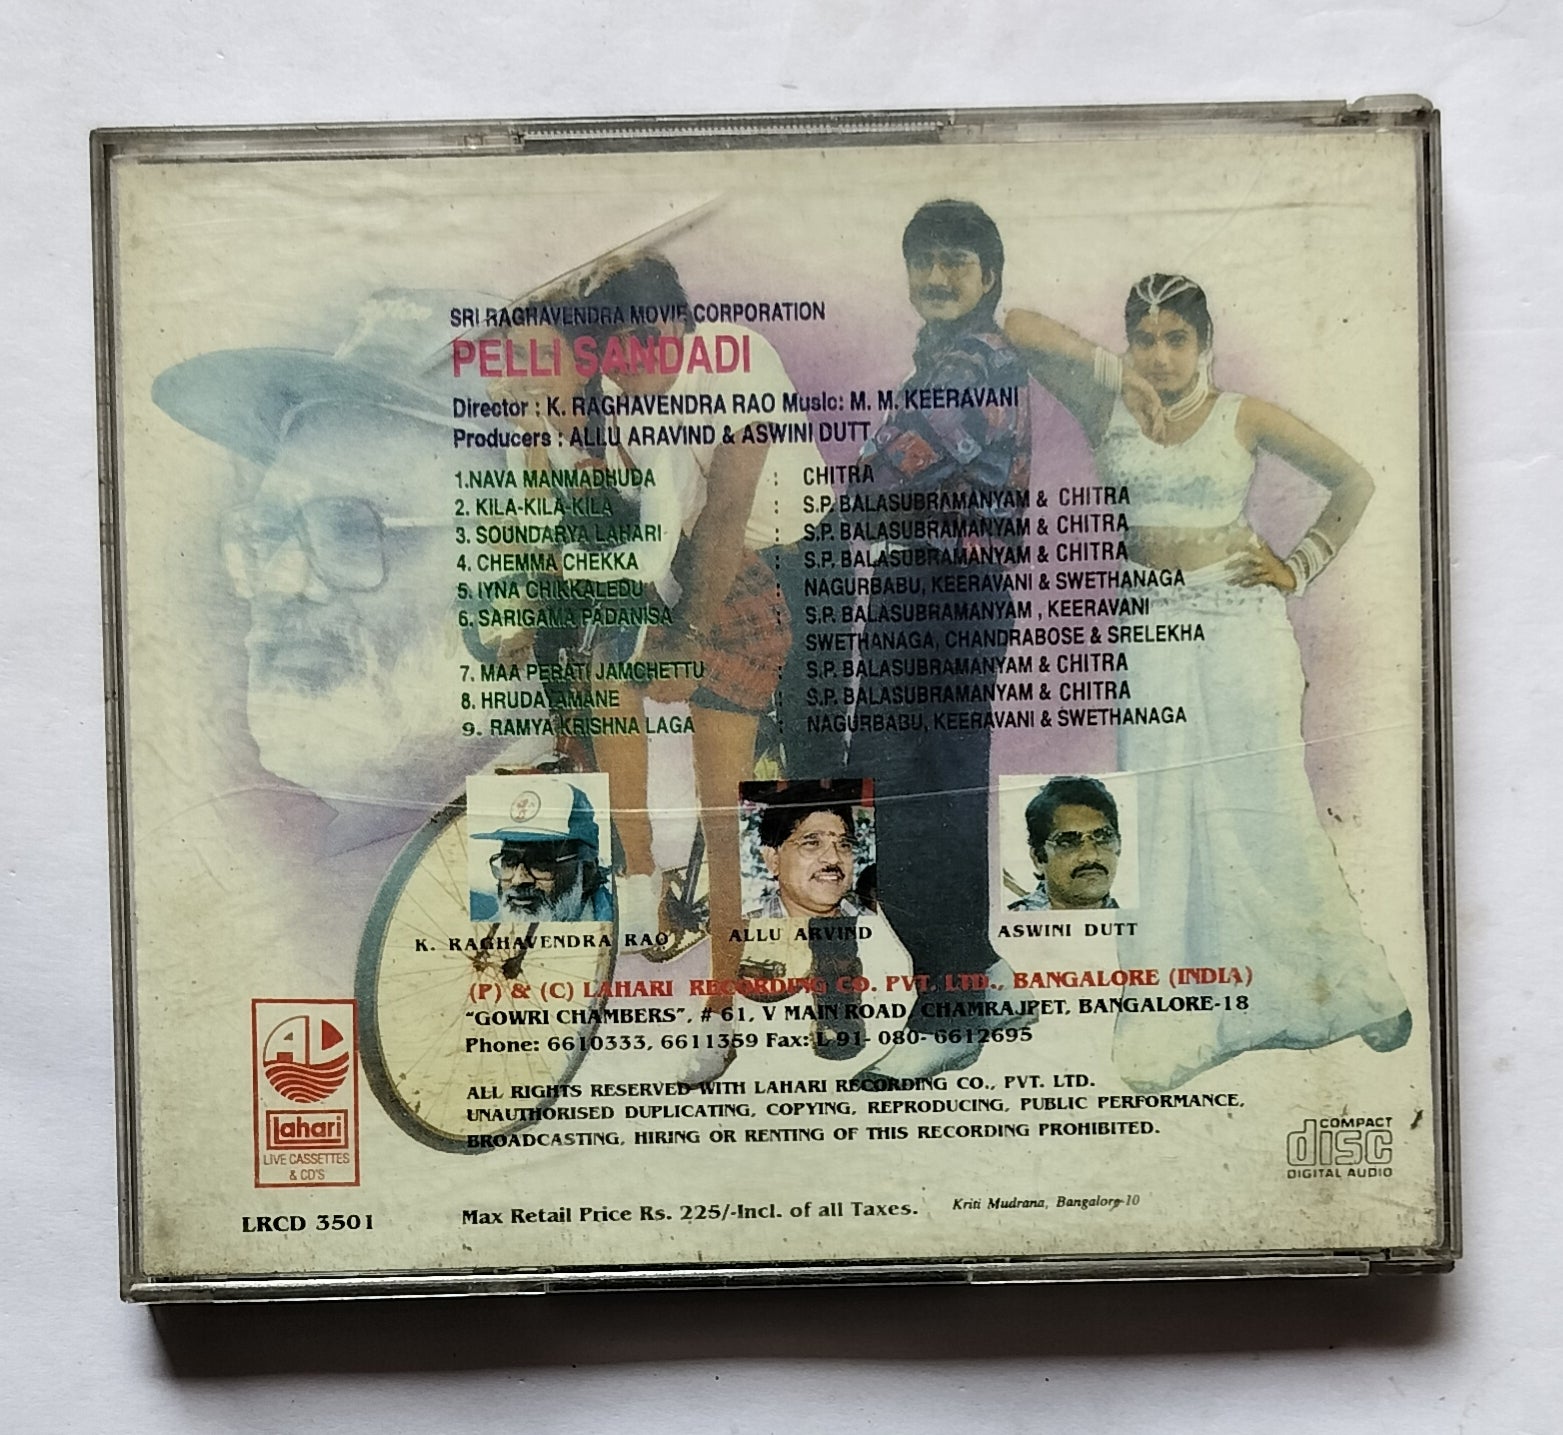 SRI RAGHAVENDRA MOVIE CORPORATION
PELLI SANDADI
Director : K. RAGHAVENDRA RAO Music: M. M. KEERAVANI
Producers : ALLU ARAVIND & ASWINI DUTT
1.NAVA MANMADHUDA : CHITRA
2. KILA-KILA-KILA : S.P. BALASUBRAMANYAM & CHITRA
3. SOUNDARYA LAHARI : S.P. BALASUBRAMANYAM & CHITRA
4. CHEMMA CHEKKA : S.P. BALASUBRAMANYAM & CHITRA
5. IYNA CHIKKALEDU : NAGURBABU, KEERAVANI & SWETHANAGA
6. SARIGAMA PADANISA : S.P. BALASUBRAMANYAM , KEERAVANI
SWETHANAGA, CHANDRABOSE & SRELEKHA
7. MAA PERATI JAMCHETTU : S.P. BALASUBRAMANYAM & CHITRA
8. HRUDAYAMANE : S.P. BALASUBRAMANYAM & CHITRA
9. RAMYA KRISHNA LAGA : NAGURBABU, KEERAVANI & SWETHANAGA
K. RAGHAVENDRA RAO ALLU ARVIND ASWINI DUTT
(P) & (C) LAHARI RECORDING CO. PVT. LTD., BANGALORE (INDIA)
"GOWRI CHAMBERS", # 61, V MAIN ROAD, CHAMRAJPET, BANGALORE-18
Phone: 6610333, 6611359 Fax: L 91- 080- 6612695
ALL RIGHTS RESERVED WITH LAHARI RECORDING CO., PVT. LTD.
UNAUTHORISED DUPLICATING, COPYING, REPRODUCING, PUBLIC PERFORMANCE,
BROADCASTING, HIRING OR RENTING OF THIS RECORDING PROHIBITED.
lahari
LIVE CASSETTES
& CD'S
COMPACT
disc
DIGITAL AUDIO
LRCD 3501
Max Retail Price Rs. 225/-Incl. of all Taxes.
Kriti Mudrana, Bangalore-10